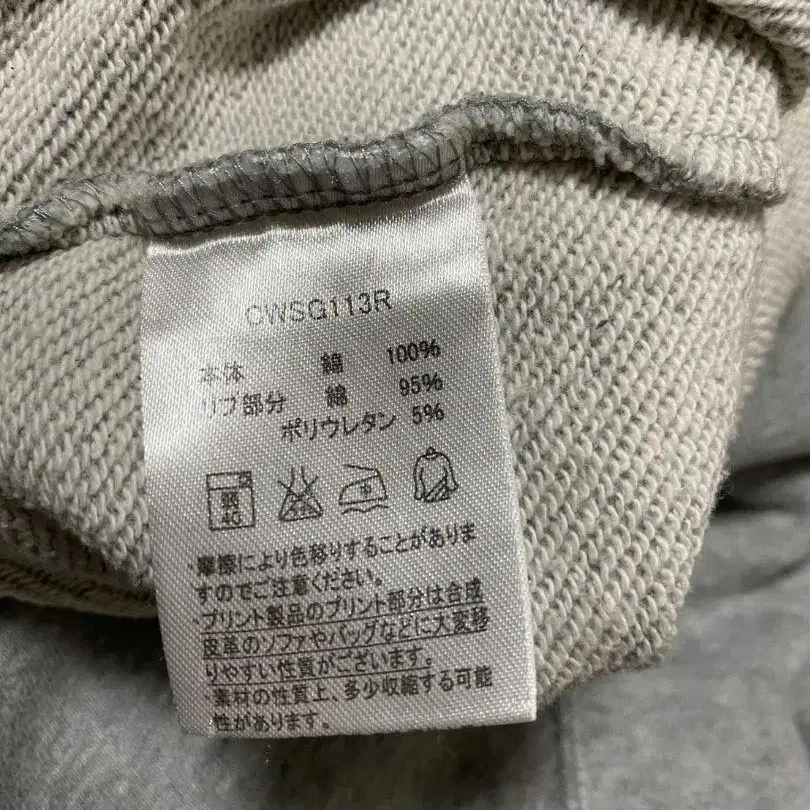 CWSG113R
本体 綿 100%
リブ部分 綿 95%
ポリウレタン 5%
弱
40
中
・摩擦により色移りすることがありま
すのでご注意ください。
・プリント製品のプリント部分は合成
皮革のソファやバッグなどに大変移
りやすい性質がございます。
・素材の性質上、多少収縮する可能
性があります。